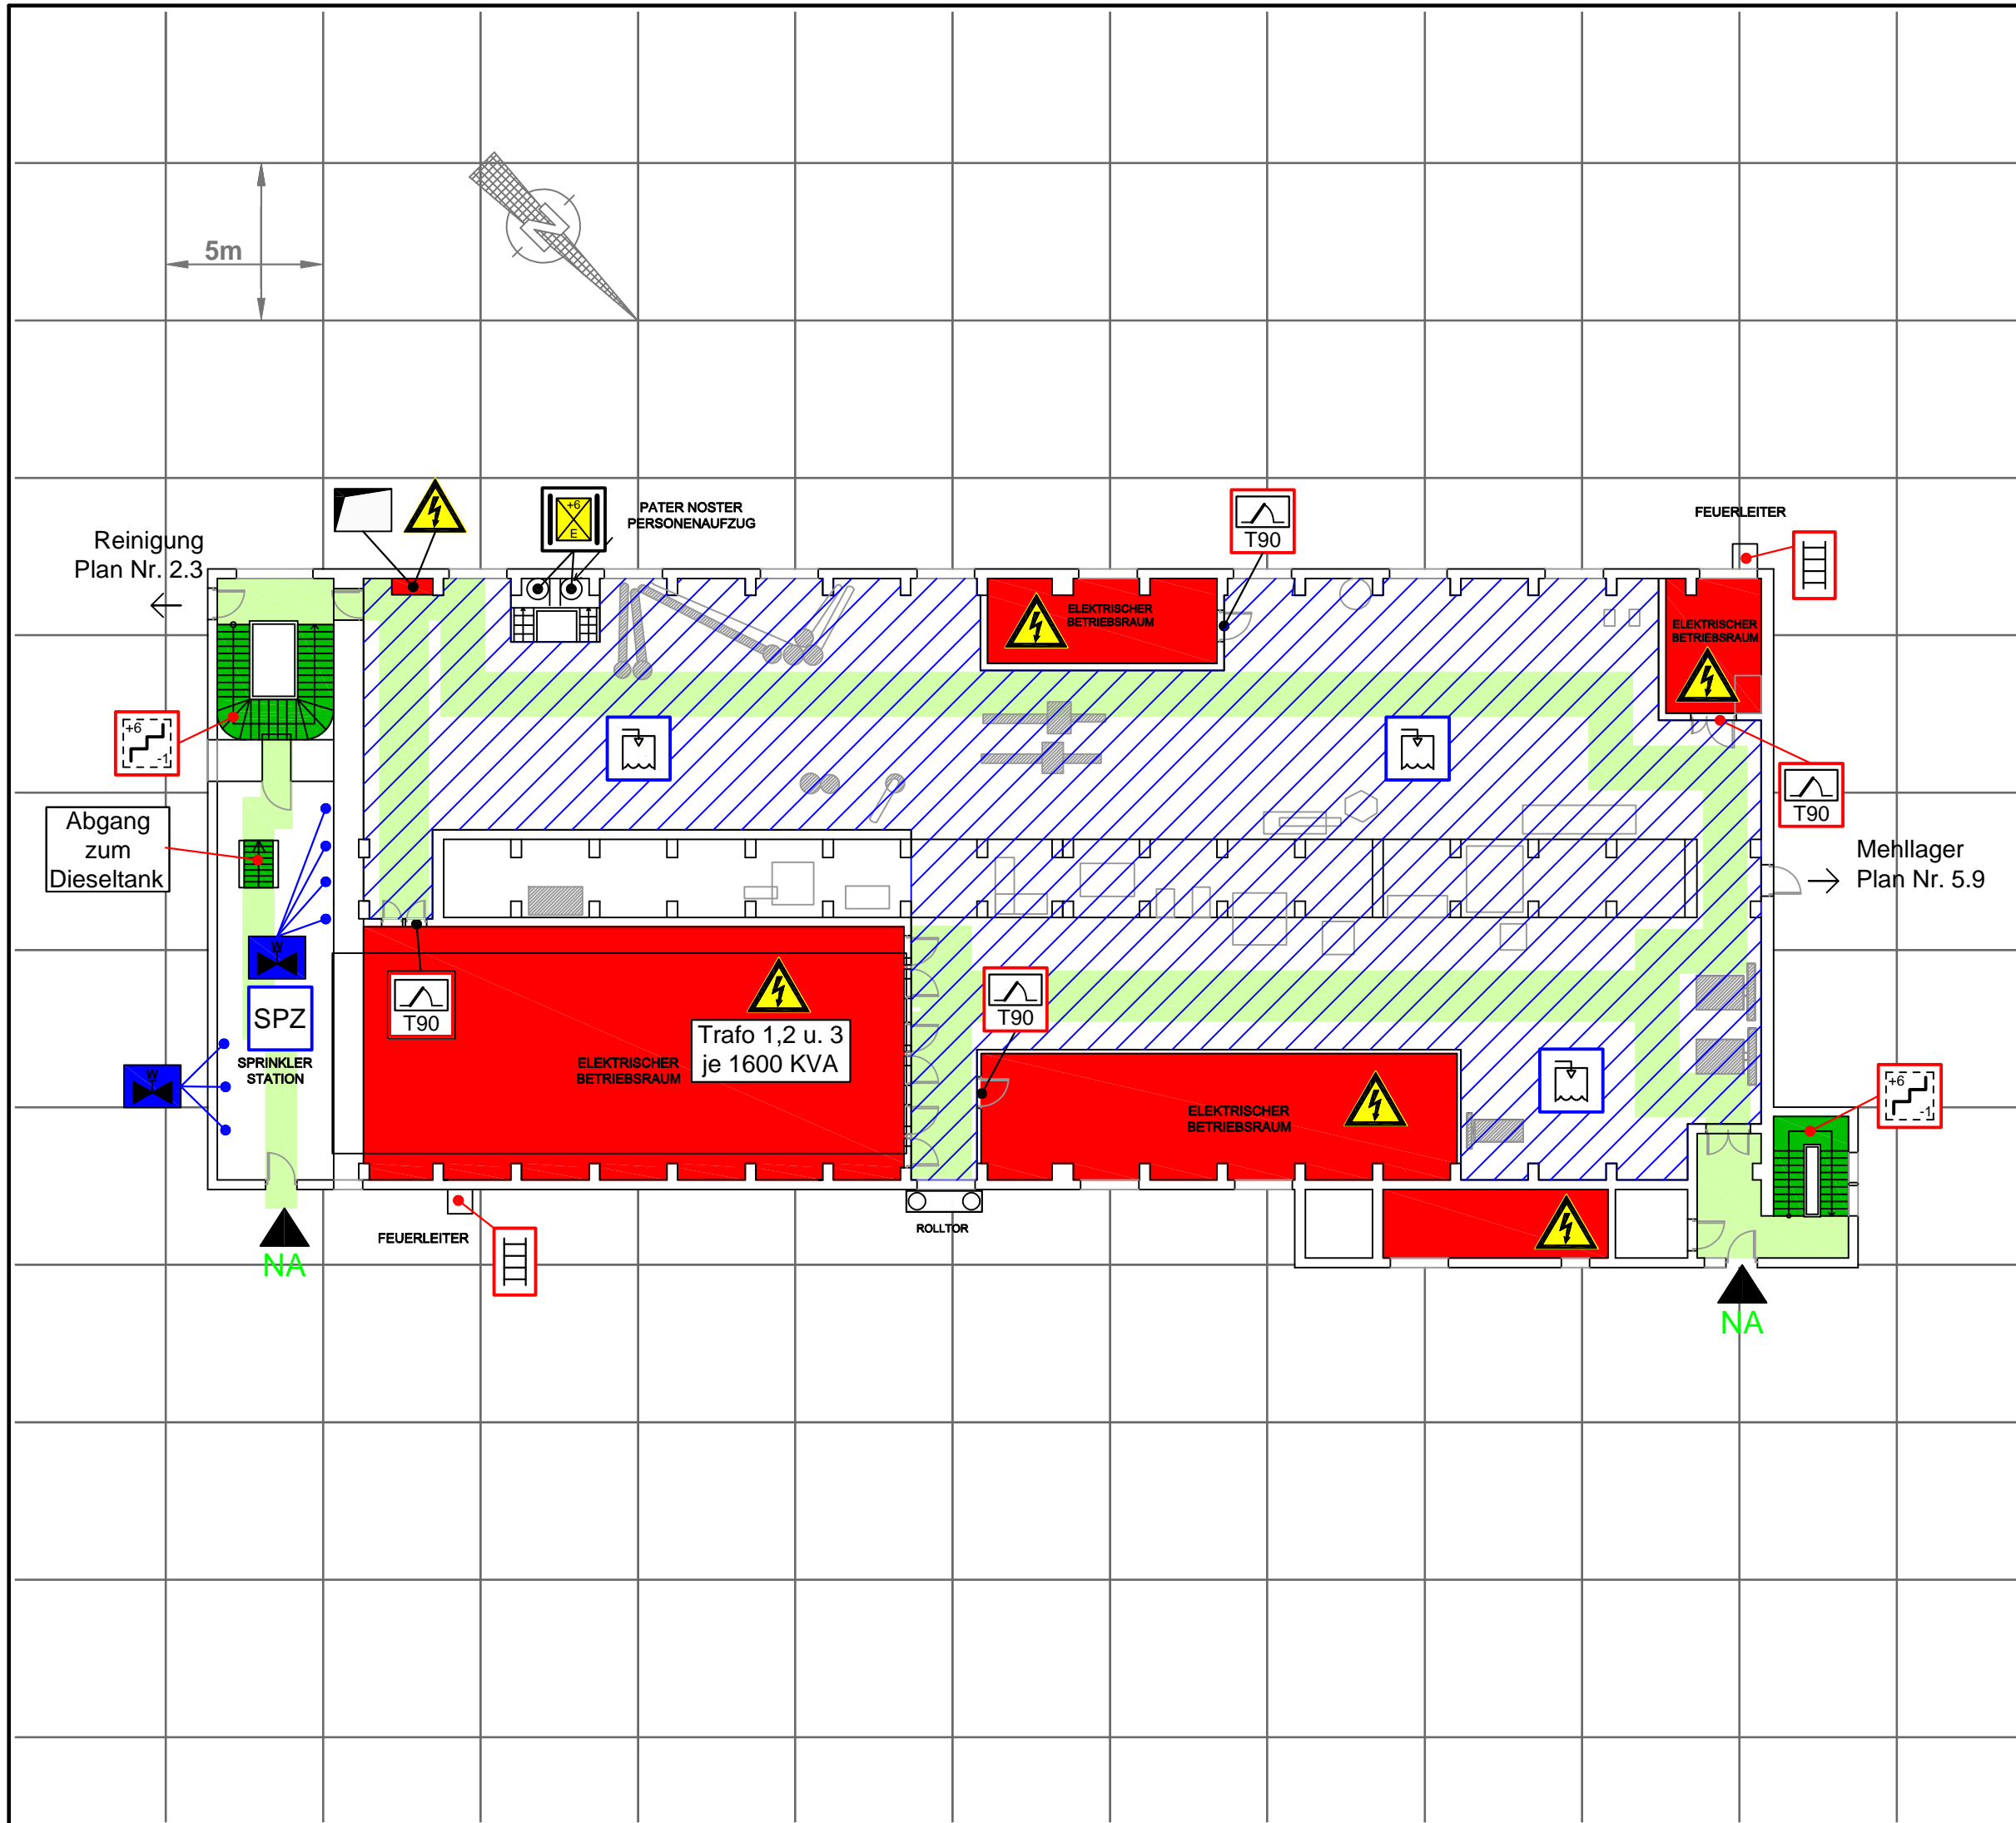 5m
N
Reinigung
Plan Nr. 2.3
+6
E
PATER NOSTER
PERSONENAUFZUG
T90
FEUERLEITER
ELEKTRISCHER
BETRIEBSRAUM
ELEKTRISCHER
BETRIEBSRAUM
+6
-1
T90
Abgang
zum
Dieseltank
Mehllager
Plan Nr. 5.9
W
SPZ
SPRINKLER
STATION
W
T90
Trafo 1,2 u. 3
je 1600 KVA
ELEKTRISCHER
BETRIEBSRAUM
T90
ELEKTRISCHER
BETRIEBSRAUM
+6
-1
FEUERLEITER
ROLLTOR
NA
NA